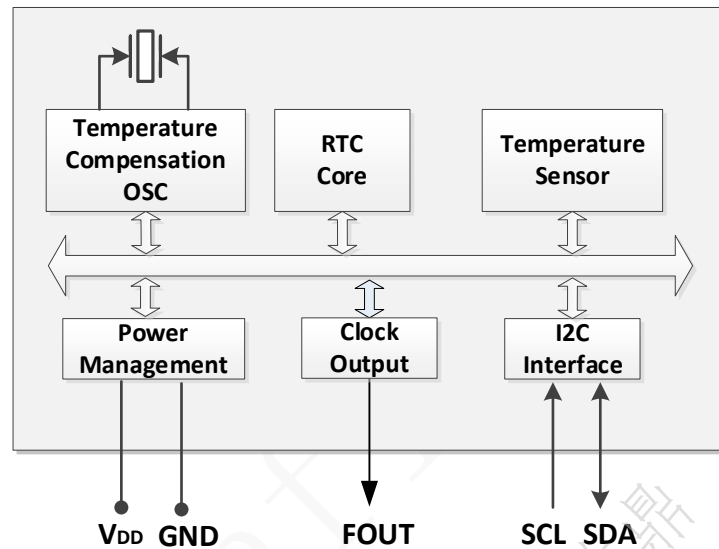 Temperature
Compensation
OSC
RTC
Core
Temperature
Sensor
Power
Management
Clock
Output
I2C
Interface
VDD GND FOUT SCL SDA